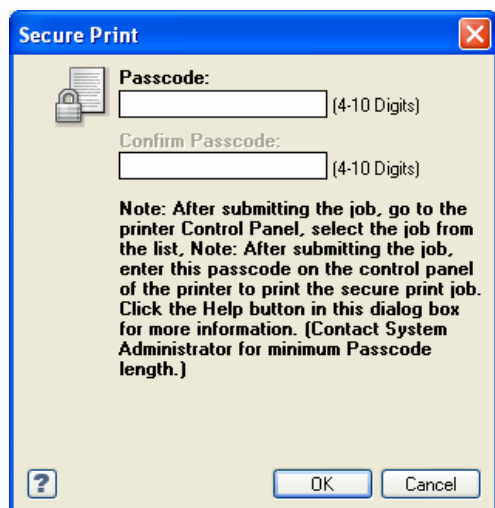 Secure Print
Passcode:
(4-10 Digits)
Confirm Passcode:
(4-10 Digits)
Note: After submitting the job, go to the
printer Control Panel, select the job from
the list, Note: After submitting the job,
enter this passcode on the control panel
of the printer to print the secure print job.
Click the Help button in this dialog box
for more information. (Contact System
Administrator for minimum Passcode
length.)
?
OK
Cancel